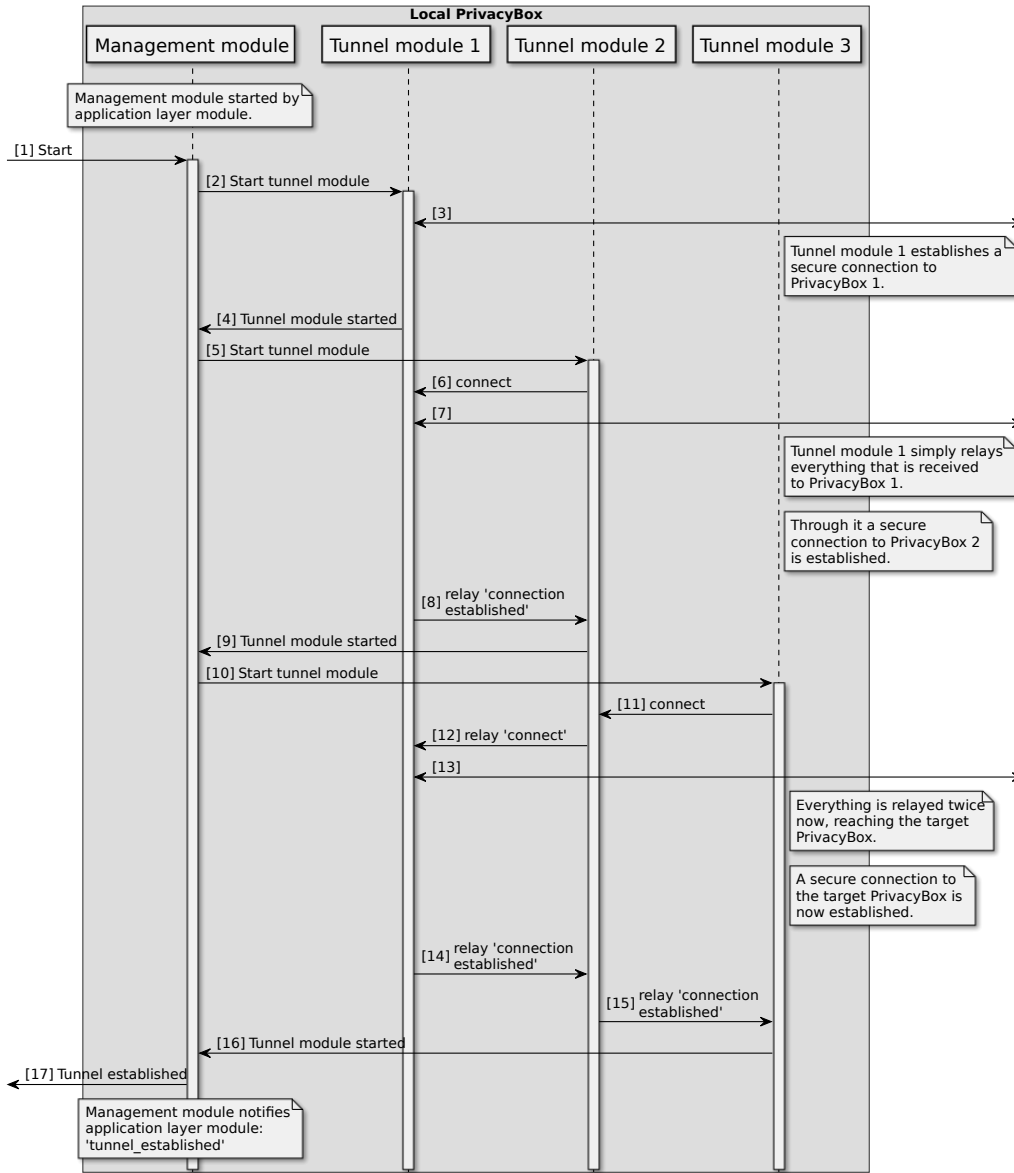 Local PrivacyBox
Management module
Tunnel module 1
Tunnel module 2
Tunnel module 3
Management module started by
application layer module.
[1] Start
[2] Start tunnel module
[3]
Tunnel module 1 establishes a
secure connection to
PrivacyBox 1.
[4] Tunnel module started
[5] Start tunnel module
[6] connect
[7]
Tunnel module 1 simply relays
everything that is received
to PrivacyBox 1.
Through it a secure
connection to PrivacyBox 2
is established.
[8] relay 'connection
established'
[9] Tunnel module started
[10] Start tunnel module
[11] connect
[12] relay 'connect'
[13]
Everything is relayed twice
now, reaching the target
PrivacyBox.
A secure connection to
the target PrivacyBox is
now established.
[14] relay 'connection
established'
[15] relay 'connection
established'
[16] Tunnel module started
[17] Tunnel established
Management module notifies
application layer module:
'tunnel_established'